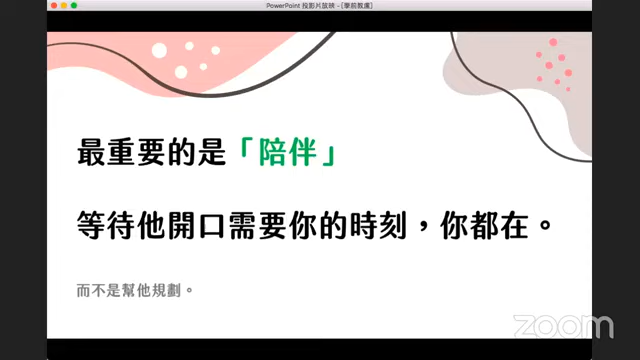 PowerPoint 投影片放映 - [學前教慮]
最重要的是「陪伴」
等待他開口需要你的時刻，你都在。
而不是幫他規劃。
zoom